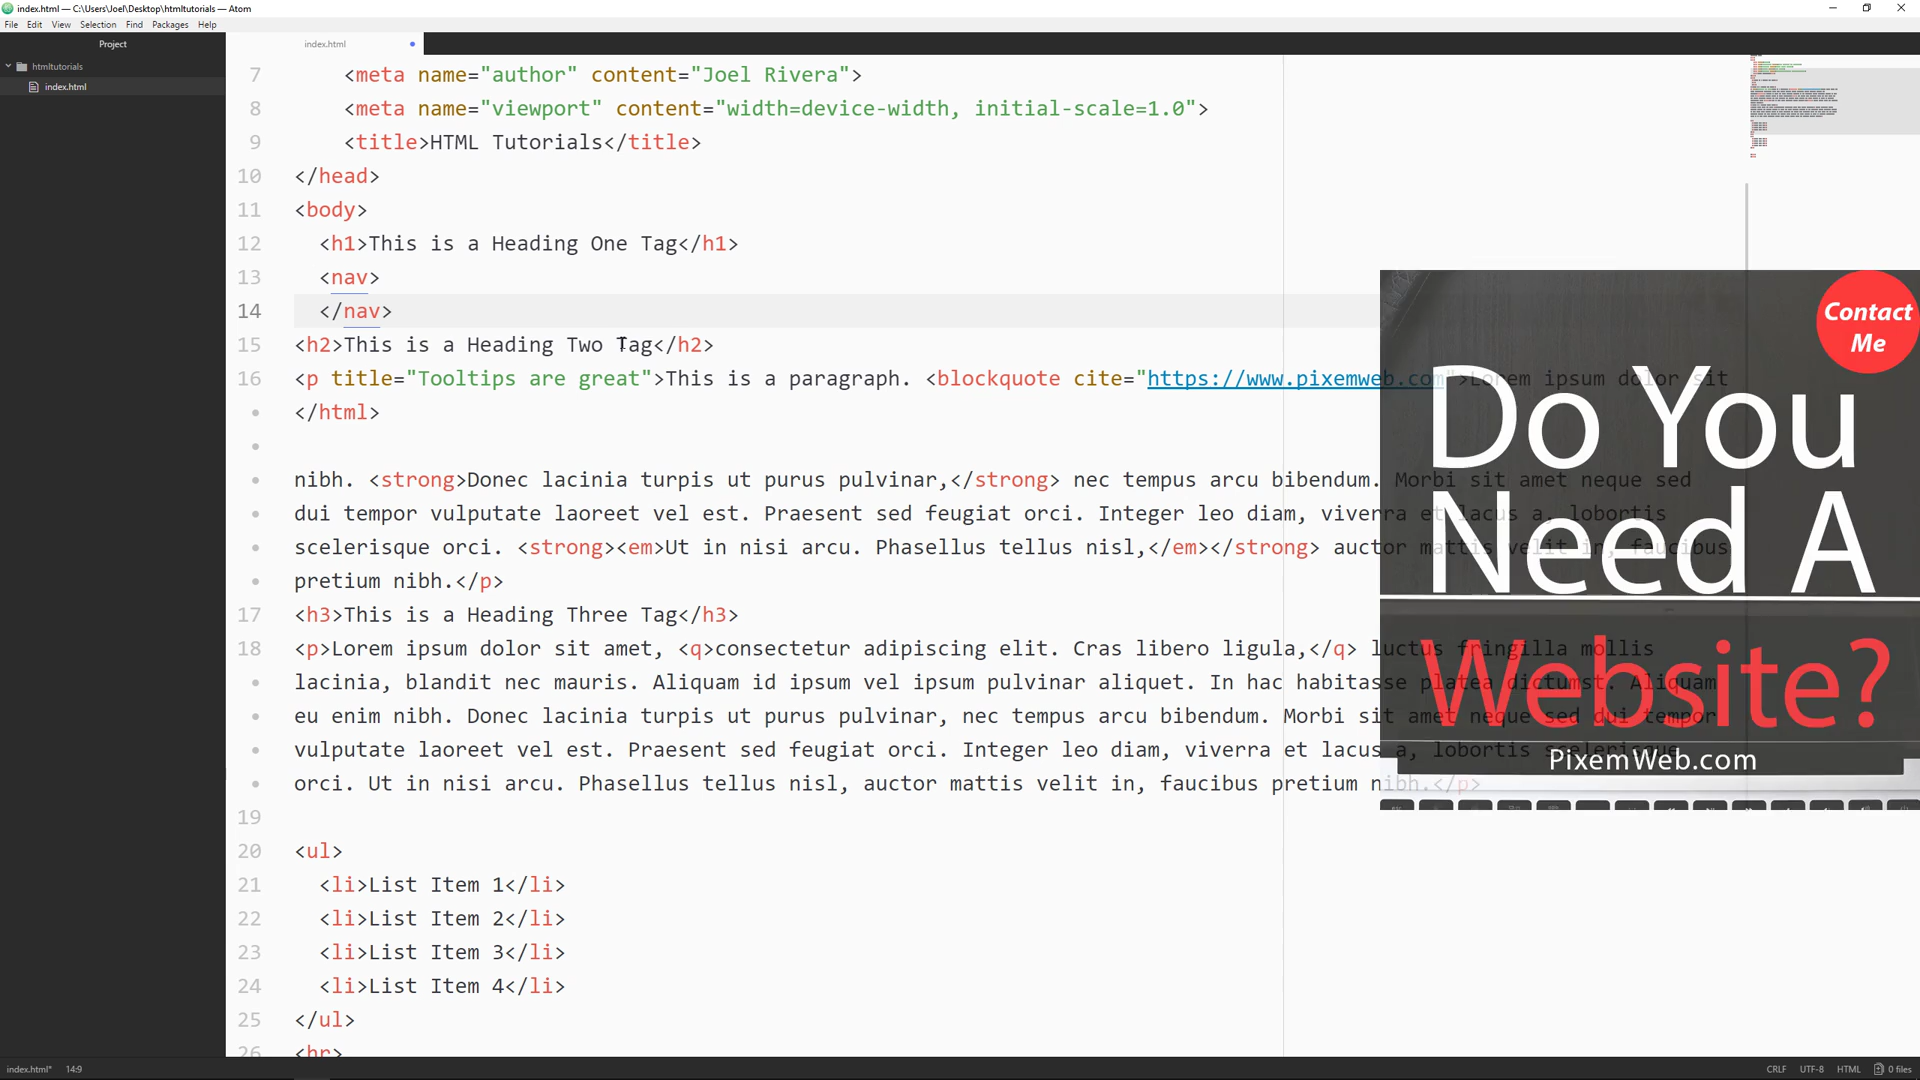 index.html — C:\Users\Joel\Desktop\htmltutorials — Atom
File Edit View Selection Find Packages Help
Project
index.html
htmltutorials
index.html
7 <meta name="author" content="Joel Rivera">
8 <meta name="viewport" content="width=device-width, initial-scale=1.0">
9 <title>HTML Tutorials</title>
10 </head>
11 <body>
12 <h1>This is a Heading One Tag</h1>
13 <nav>
14 </nav>
15 <h2>This is a Heading Two Tag</h2>
16 <p title="Tooltips are great">This is a paragraph. <blockquote cite="https://www.pixemweb.com">Lorem ipsum dolor sit
</html>
nibh. <strong>Donec lacinia turpis ut purus pulvinar,</strong> nec tempus arcu bibendum. Morbi sit amet neque sed
dui tempor vulputate laoreet vel est. Praesent sed feugiat orci. Integer leo diam, viverra et lacus a, lobortis
scelerisque orci. <strong><em>Ut in nisi arcu. Phasellus tellus nisl,</em></strong> auctor mattis velit in, faucibus
pretium nibh.</p>
17 <h3>This is a Heading Three Tag</h3>
18 <p>Lorem ipsum dolor sit amet, <q>consectetur adipiscing elit. Cras libero ligula,</q> luctus fringilla mollis
lacinia, blandit nec mauris. Aliquam id ipsum vel ipsum pulvinar aliquet. In hac habitasse platea dictumst. Aliquam
eu enim nibh. Donec lacinia turpis ut purus pulvinar, nec tempus arcu bibendum. Morbi sit amet neque sed dui tempor
vulputate laoreet vel est. Praesent sed feugiat orci. Integer leo diam, viverra et lacus a, lobortis scelerisque
orci. Ut in nisi arcu. Phasellus tellus nisl, auctor mattis velit in, faucibus pretium nibh.</p>
19
20 <ul>
21 <li>List Item 1</li>
22 <li>List Item 2</li>
23 <li>List Item 3</li>
24 <li>List Item 4</li>
25 </ul>
26 <hr>
Contact
Me
Do You
Need A
Website?
PixemWeb.com
index.html* 14:9
CRLF UTF-8 HTML 0 files